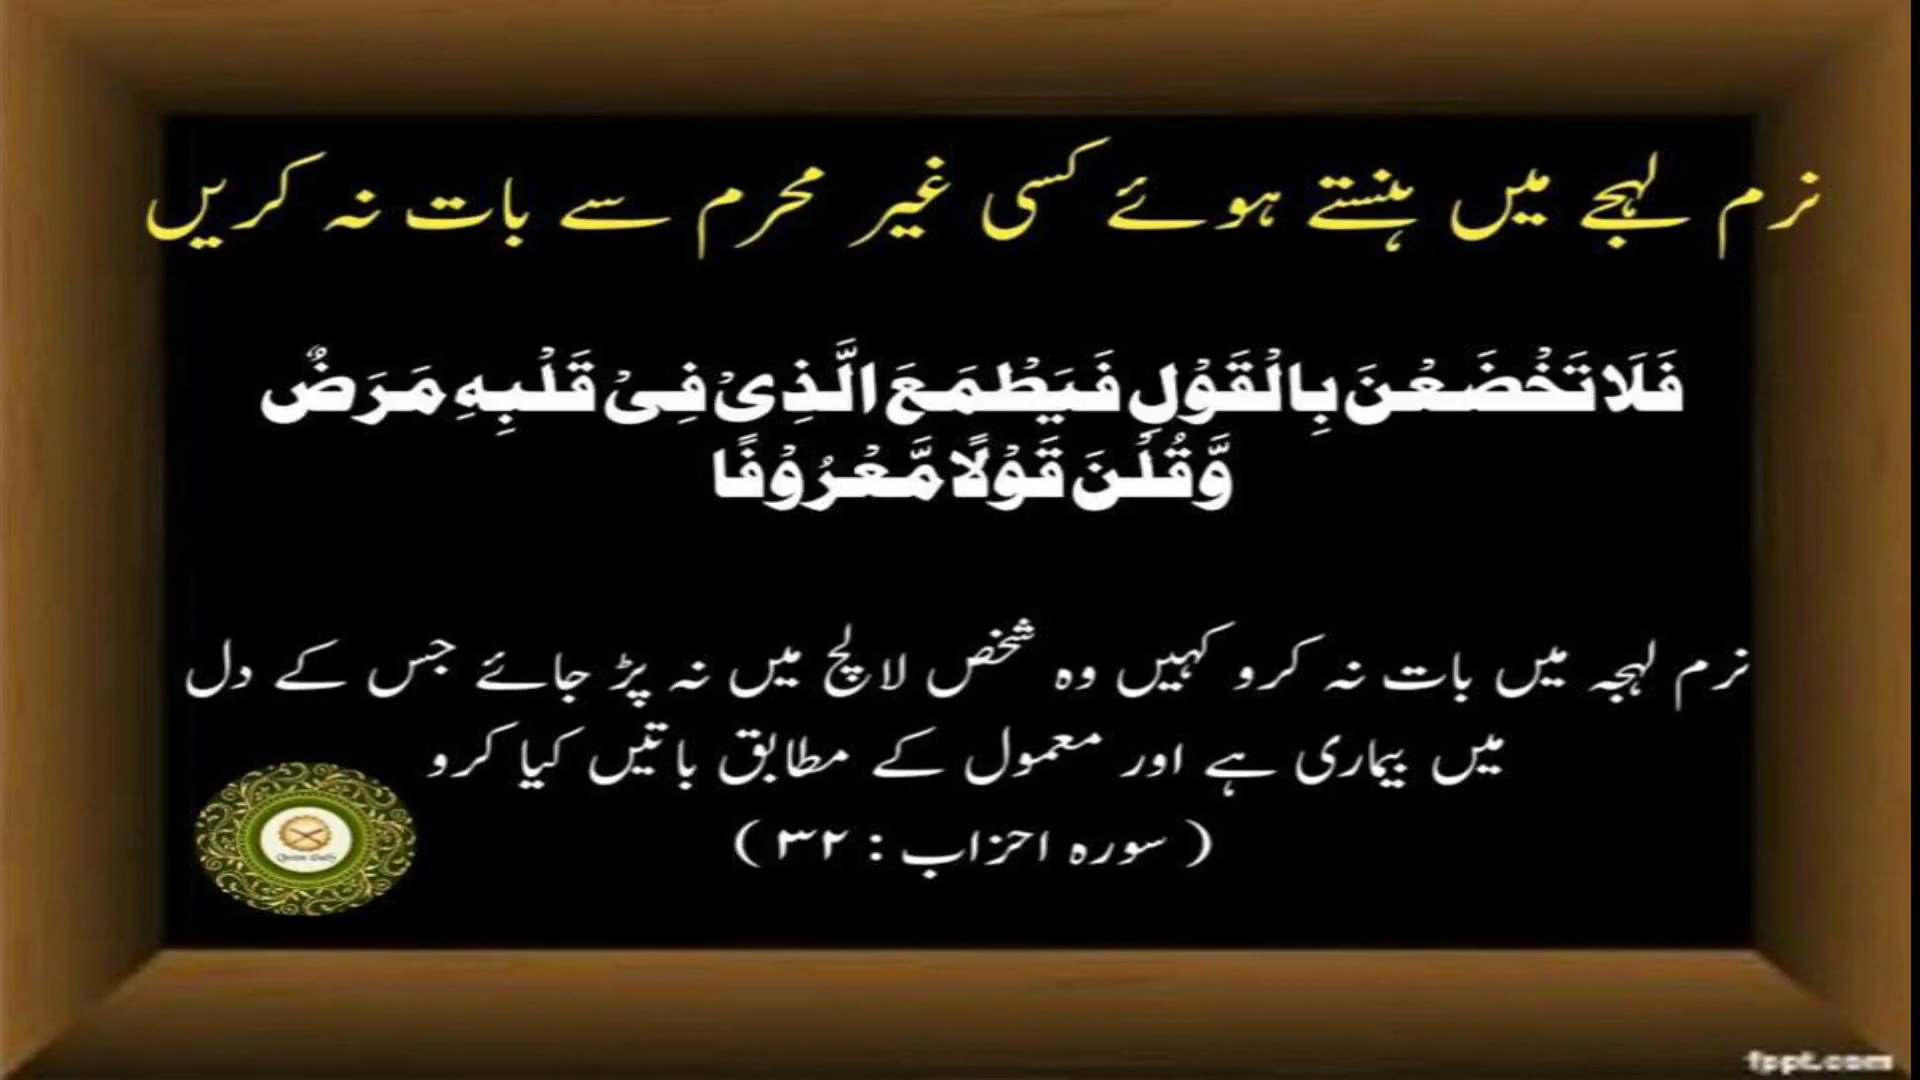 نرم لہجے میں ہنستے ہوئے کسی غیر محرم سے بات نہ کریں
فَلَا تَخْضَعْنَ بِالْقَوْلِ فَيَطْمَعَ الَّذِیْ فِیْ قَلْبِهٖ مَرَضٌ
وَّقُلْنَ قَوْلًا مَّعْرُوْفًا
نرم لہجہ میں بات نہ کرو کہیں وہ شخص لالچ میں نہ پڑ جائے جس کے دل
میں بیماری ہے اور معمول کے مطابق باتیں کیا کرو
( سورہ احزاب : ۳۲ )
fppt.com